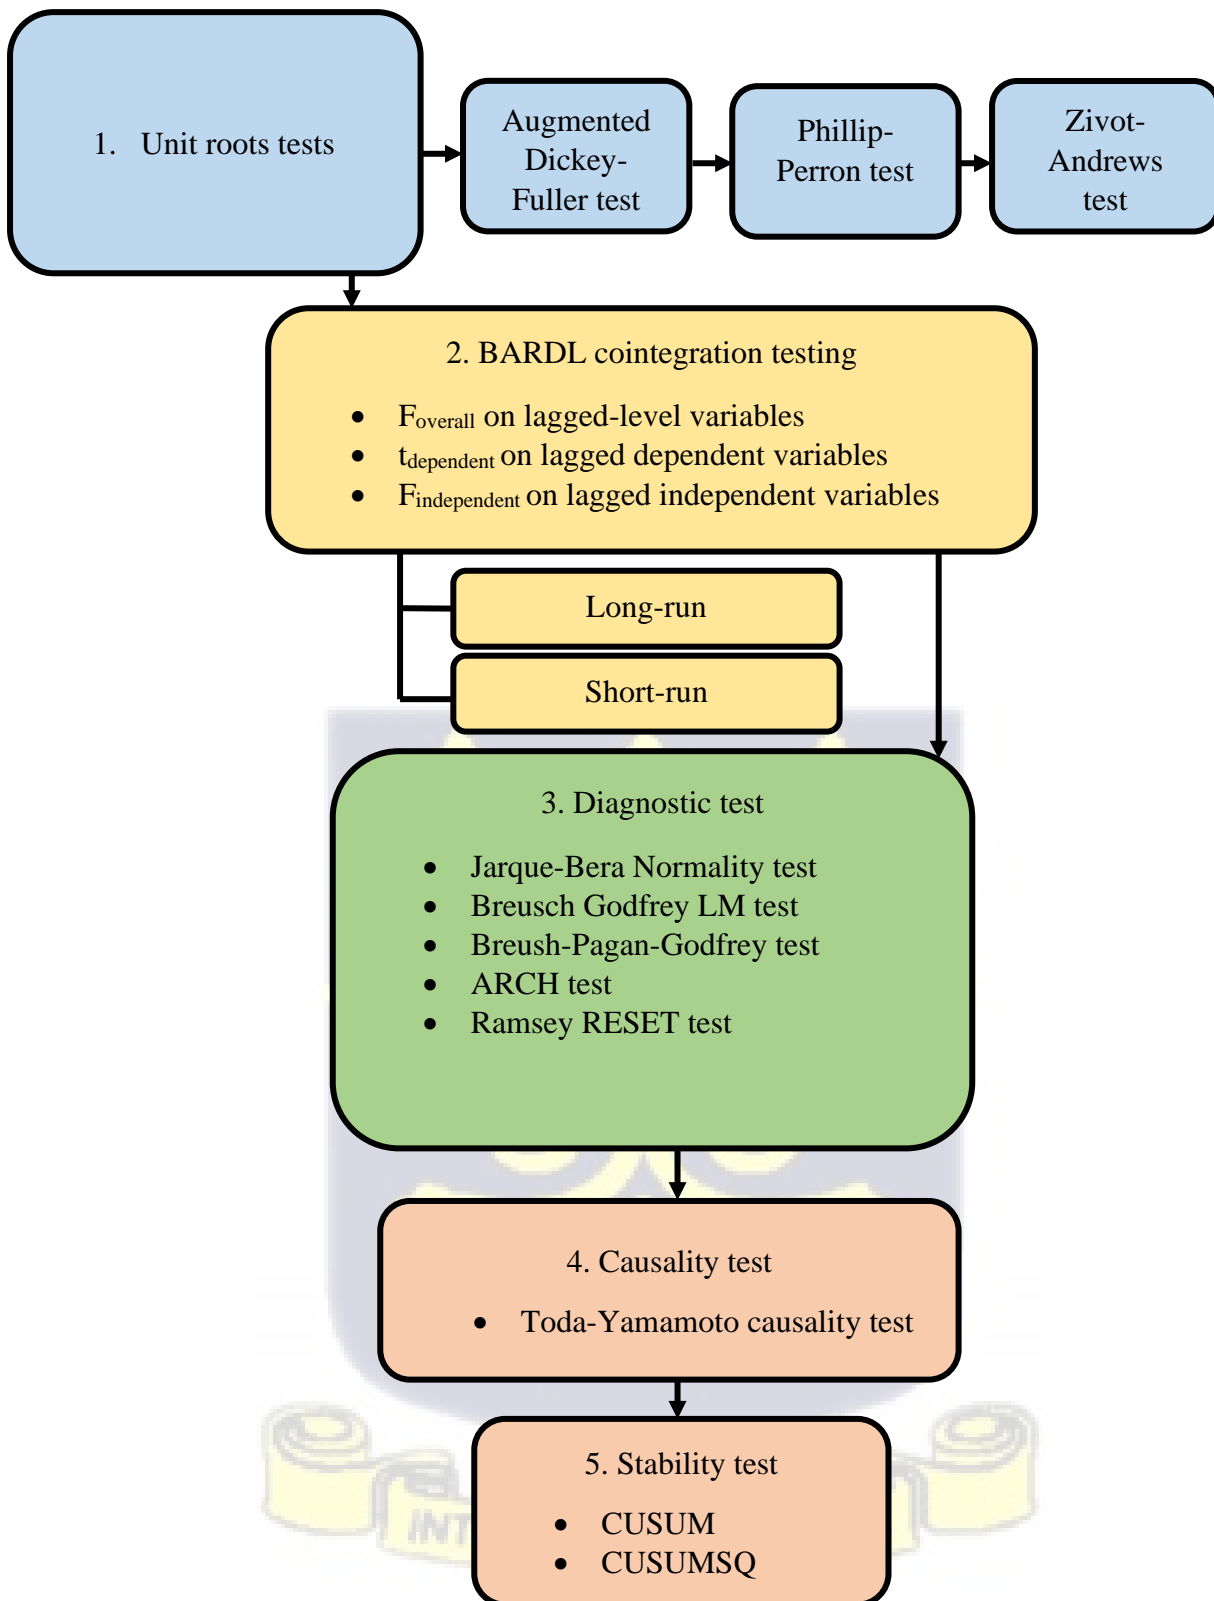 1. Unit roots tests
Augmented
Dickey-
Fuller test
Phillip-
Perron test
Zivot-
Andrews
test
2. BARDL cointegration testing
• Foverall on lagged-level variables
• tdependent on lagged dependent variables
• Findependent on lagged independent variables
Long-run
Short-run
3. Diagnostic test
• Jarque-Bera Normality test
• Breusch Godfrey LM test
• Breush-Pagan-Godfrey test
• ARCH test
• Ramsey RESET test
4. Causality test
• Toda-Yamamoto causality test
5. Stability test
• CUSUM
• CUSUMSQ
INT